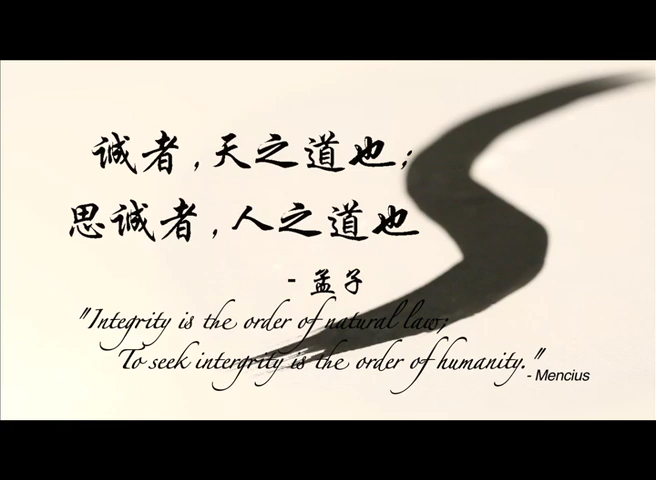 诚者，天之道也；
思诚者，人之道也
- 孟子
"Integrity is the order of natural law;
To seek intergrity is the order of humanity."
- Mencius